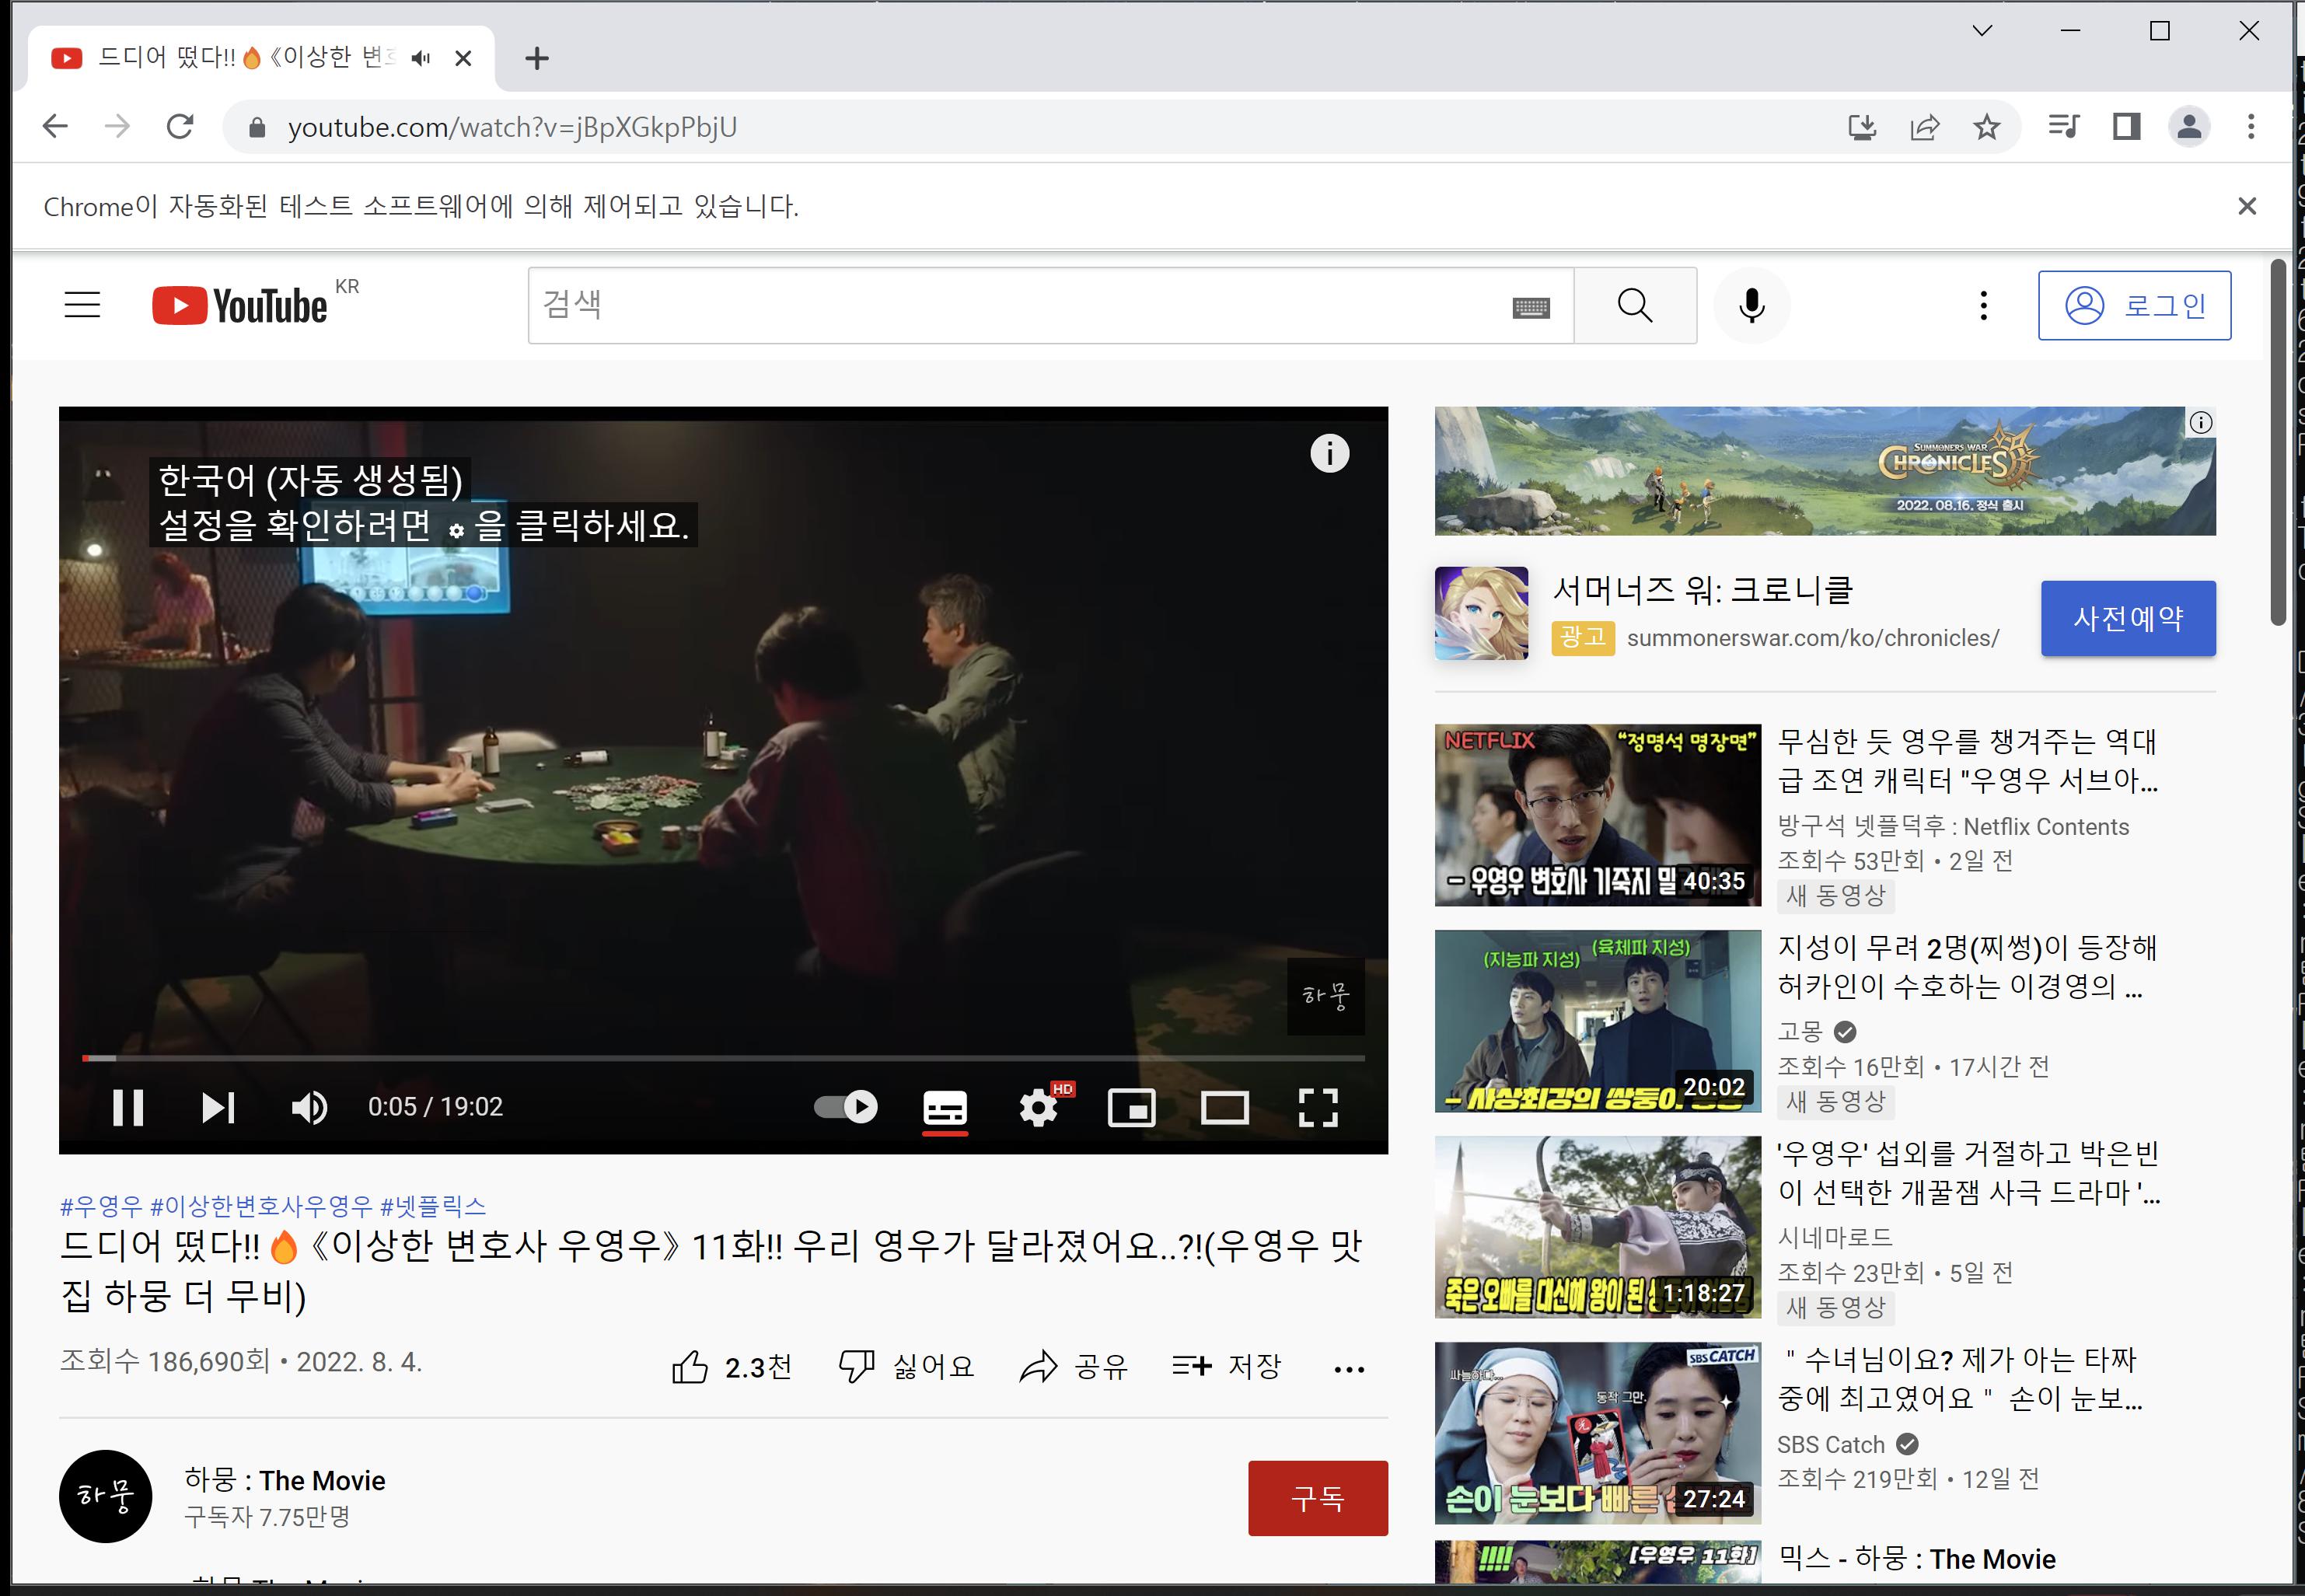 드디어 떴다!!🔥《이상한 변호
youtube.com/watch?v=jBpXGkpPbjU
Chrome이 자동화된 테스트 소프트웨어에 의해 제어되고 있습니다.
YouTube KR
검색
로그인
한국어 (자동 생성됨)
설정을 확인하려면 ⚙을 클릭하세요.
하뭉
0:05 / 19:02
HD
#우영우 #이상한변호사우영우 #넷플릭스
드디어 떴다!!🔥《이상한 변호사 우영우》 11화!! 우리 영우가 달라졌어요..?!(우영우 맛
집 하뭉 더 무비)
조회수 186,690회 • 2022. 8. 4.
2.3천 싫어요 공유 저장
하뭉
하뭉 : The Movie
구독자 7.75만명
구독
SUMMONERS WAR
CHRONICLES
2022. 08.16. 정식 출시
서머너즈 워: 크로니클
광고 summonerswar.com/ko/chronicles/
사전예약
NETFLIX "정명석 명장면"
- 우영우 변호사 기죽지 말
40:35
무심한 듯 영우를 챙겨주는 역대
급 조연 캐릭터 "우영우 서브아...
방구석 넷플덕후 : Netflix Contents
조회수 53만회 • 2일 전
새 동영상
(지능파 지성) (육체파 지성)
- 사상최강의 쌍둥이
20:02
지성이 무려 2명(찌썽)이 등장해
허카인이 수호하는 이경영의 ...
고몽
조회수 16만회 • 17시간 전
새 동영상
죽은 오빠를 대신해 왕이 된
1:18:27
'우영우' 섭외를 거절하고 박은빈
이 선택한 개꿀잼 사극 드라마 '...
시네마로드
조회수 23만회 • 5일 전
새 동영상
SBS CATCH
싸늘하다...
동작 그만.
손이 눈보다 빠른
27:24
" 수녀님이요? 제가 아는 타짜
중에 최고였어요 " 손이 눈보...
SBS Catch
조회수 219만회 • 12일 전
!!!! [우영우 11화]
믹스 - 하뭉 : The Movie